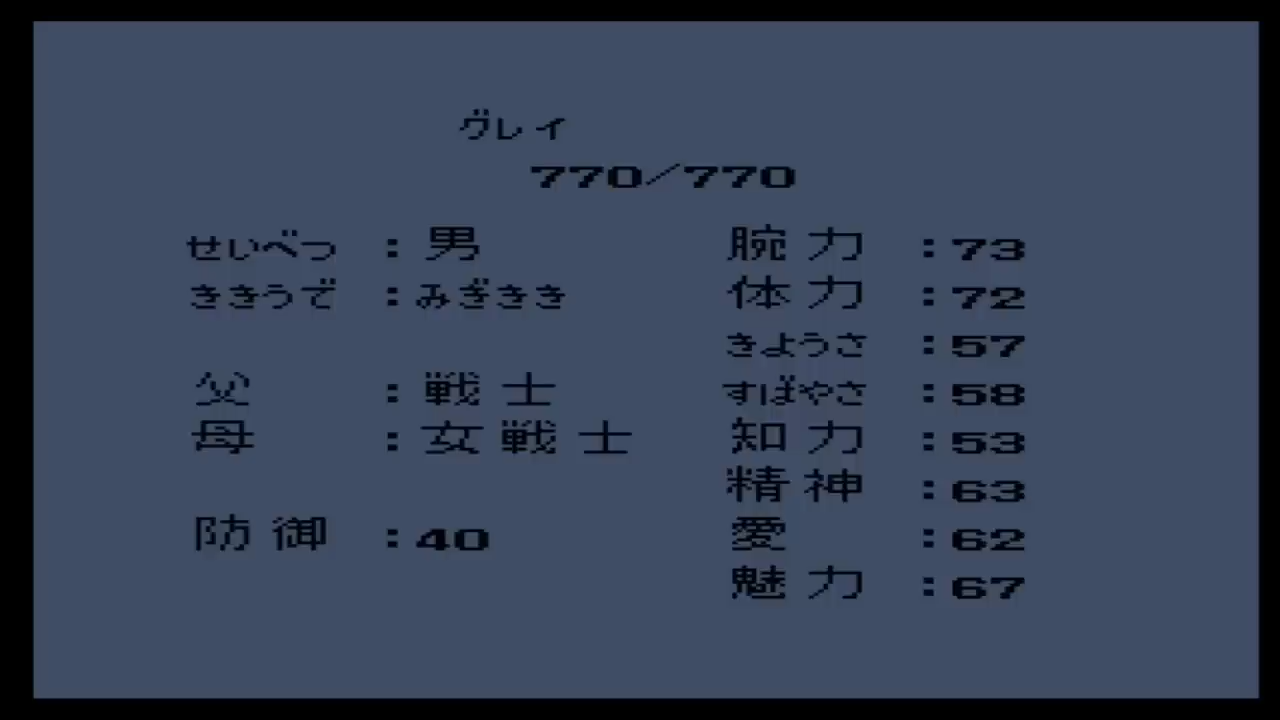 グレイ
770/770
せいべつ :男
ききうで :みぎきき
父 :戦士
母 :女戦士
防御 :40
腕力 :73
体力 :72
きようさ :57
すばやさ :58
知力 :53
精神 :63
愛 :62
魅力 :67